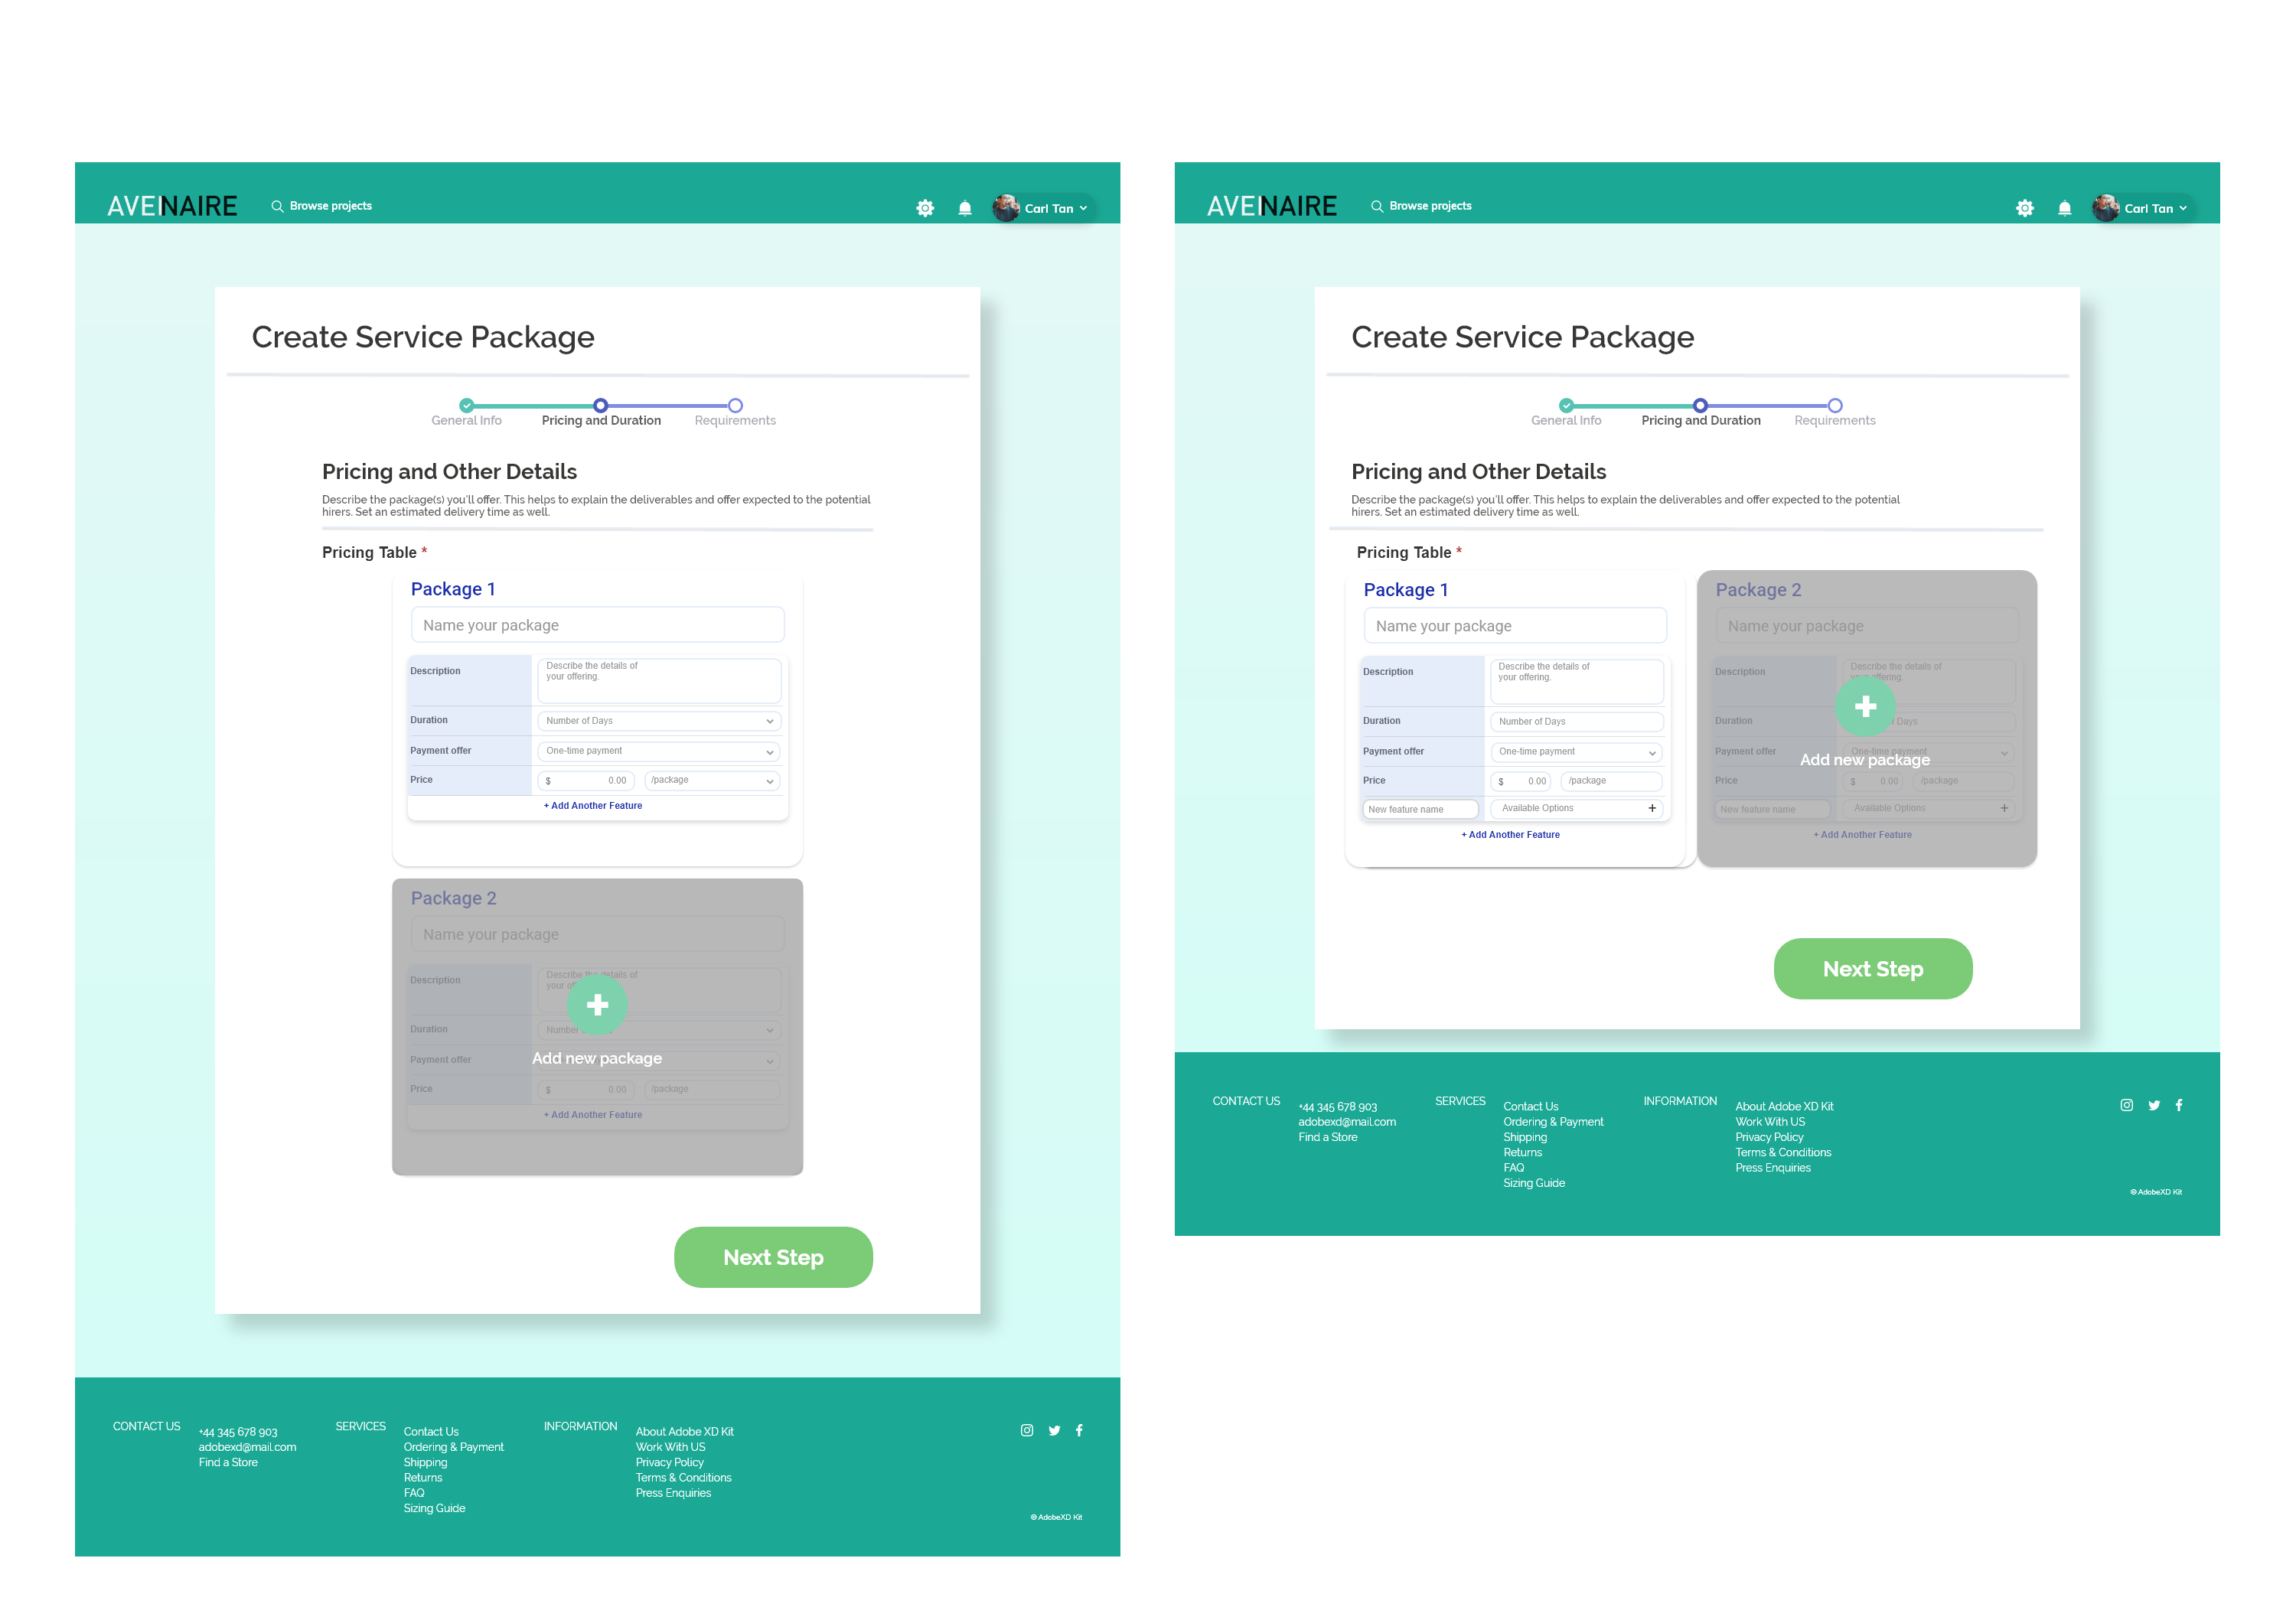 AVENAIRE
Browse projects
Carl Tan
Create Service Package
General Info
Pricing and Duration
Requirements
Pricing and Other Details
Describe the package(s) you'll offer. This helps to explain the deliverables and offer expected to the potential
hirers. Set an estimated delivery time as well.
Pricing Table *
Package 1
Name your package
Description
Describe the details of
your offering.
Duration
Number of Days
Payment offer
One-time payment
Price
$ 0.00
/package
+ Add Another Feature
Package 2
Name your package
Description
Describe the details of
Duration
Number
Payment offer
Add new package
Price
$ 0.00
/package
+ Add Another Feature
Next Step
CONTACT US
+44 345 678 903
adobexd@mail.com
Find a Store
SERVICES
Contact Us
Ordering & Payment
Shipping
Returns
FAQ
Sizing Guide
INFORMATION
About Adobe XD Kit
Work With US
Privacy Policy
Terms & Conditions
Press Enquiries
© AdobeXD Kit
AVENAIRE
Browse projects
Carl Tan
Create Service Package
General Info
Pricing and Duration
Requirements
Pricing and Other Details
Describe the package(s) you'll offer. This helps to explain the deliverables and offer expected to the potential
hirers. Set an estimated delivery time as well.
Pricing Table *
Package 1
Name your package
Description
Describe the details of
your offering.
Duration
Number of Days
Payment offer
One-time payment
Price
$ 0.00
/package
New feature name
Available Options
+ Add Another Feature
Package 2
Name your package
Description
Describe the details of
Duration
Days
Payment offer
One-time payment
Add new package
Price
$ 0.00
/package
New feature name
Available Options
+ Add Another Feature
Next Step
CONTACT US
+44 345 678 903
adobexd@mail.com
Find a Store
SERVICES
Contact Us
Ordering & Payment
Shipping
Returns
FAQ
Sizing Guide
INFORMATION
About Adobe XD Kit
Work With US
Privacy Policy
Terms & Conditions
Press Enquiries
© AdobeXD Kit